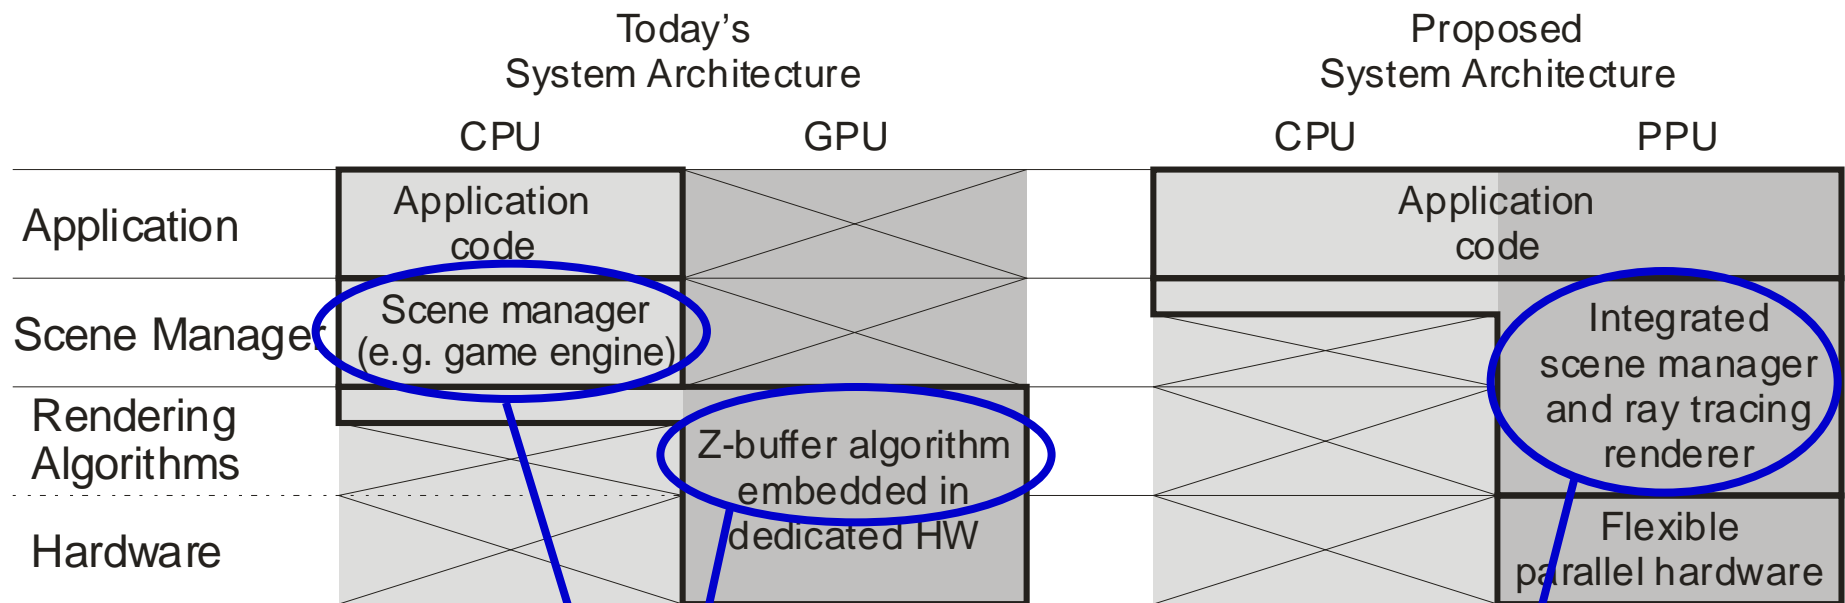 Today's
System Architecture
Proposed
System Architecture
CPU
GPU
CPU
PPU
Application
Application
code
Application
code
Scene Manager
Scene manager
(e.g. game engine)
Integrated
scene manager
and ray tracing
renderer
Rendering
Algorithms
Z-buffer algorithm
embedded in
dedicated HW
Hardware
Flexible
parallel hardware